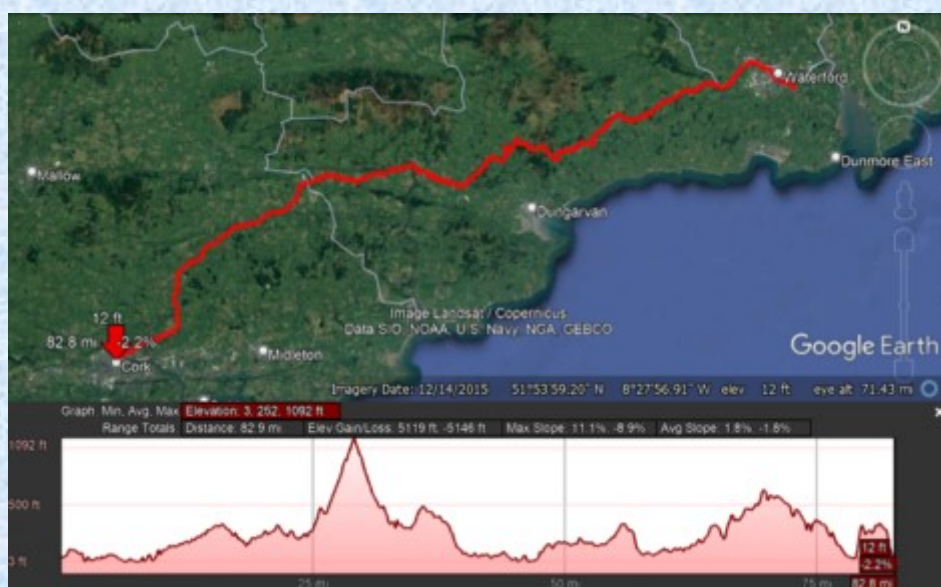 N
Waterford
Dunmore East
Mallow
Dungarvan
12 ft
82.8 mi -2.2%
Cork
Midleton
Image Landsat / Copernicus
Data SIO, NOAA, U.S. Navy, NGA, GEBCO
Google Earth
Imagery Date: 12/14/2015 51°53'59.20" N 8°27'56.91" W elev 12 ft eye alt 71.43 mi
Graph: Min, Avg, Max Elevation: 3, 252, 1092 ft
Range Totals Distance: 82.9 mi Elev Gain/Loss: 5119 ft, -5146 ft Max Slope: 11.1%, -8.9% Avg Slope: 1.8%, -1.8%
1092 ft
500 ft
3 ft
12 ft
-2.2%
25 mi 50 mi 75 mi 82.8 mi